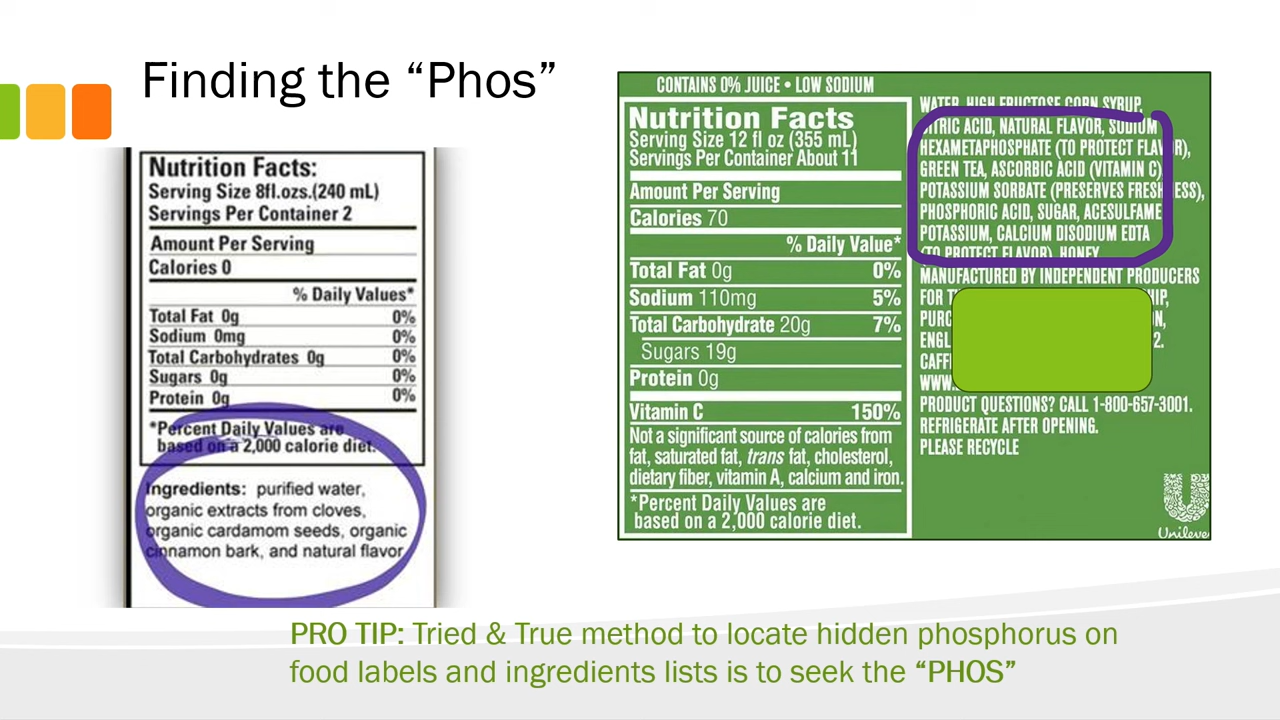 Finding the “Phos”
Nutrition Facts:
Serving Size 8fl.ozs.(240 mL)
Servings Per Container 2
Amount Per Serving
Calories 0
% Daily Values*
Total Fat 0g 0%
Sodium 0mg 0%
Total Carbohydrates 0g 0%
Sugars 0g 0%
Protein 0g 0%
*Percent Daily Values are
based on a 2,000 calorie diet.
Ingredients: purified water,
organic extracts from cloves,
organic cardamom seeds, organic
cinnamon bark, and natural flavor
CONTAINS 0% JUICE • LOW SODIUM
Nutrition Facts
Serving Size 12 fl oz (355 mL)
Servings Per Container About 11
Amount Per Serving
Calories 70
% Daily Value*
Total Fat 0g 0%
Sodium 110mg 5%
Total Carbohydrate 20g 7%
Sugars 19g
Protein 0g
Vitamin C 150%
Not a significant source of calories from
fat, saturated fat, trans fat, cholesterol,
dietary fiber, vitamin A, calcium and iron.
*Percent Daily Values are
based on a 2,000 calorie diet.
WATER, HIGH FRUCTOSE CORN SYRUP,
CITRIC ACID, NATURAL FLAVOR, SODIUM
HEXAMETAPHOSPHATE (TO PROTECT FLAVOR),
GREEN TEA, ASCORBIC ACID (VITAMIN C)
POTASSIUM SORBATE (PRESERVES FRESHNESS),
PHOSPHORIC ACID, SUGAR, ACESULFAME
POTASSIUM, CALCIUM DISODIUM EDTA
(TO PROTECT FLAVOR), HONEY
MANUFACTURED BY INDEPENDENT PRODUCERS
FOR
WWW.
PRODUCT QUESTIONS? CALL 1-800-657-3001.
REFRIGERATE AFTER OPENING.
PLEASE RECYCLE
Unilever
PRO TIP: Tried & True method to locate hidden phosphorus on
food labels and ingredients lists is to seek the “PHOS”